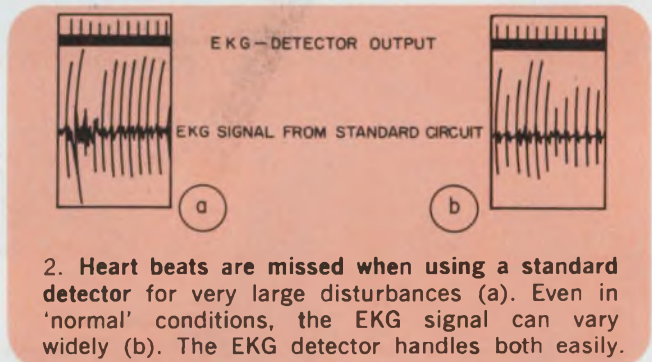 EKG-DETECTOR OUTPUT
EKG SIGNAL FROM STANDARD CIRCUIT
a
b
2. Heart beats are missed when using a standard
detector for very large disturbances (a). Even in
'normal' conditions, the EKG signal can vary
widely (b). The EKG detector handles both easily.